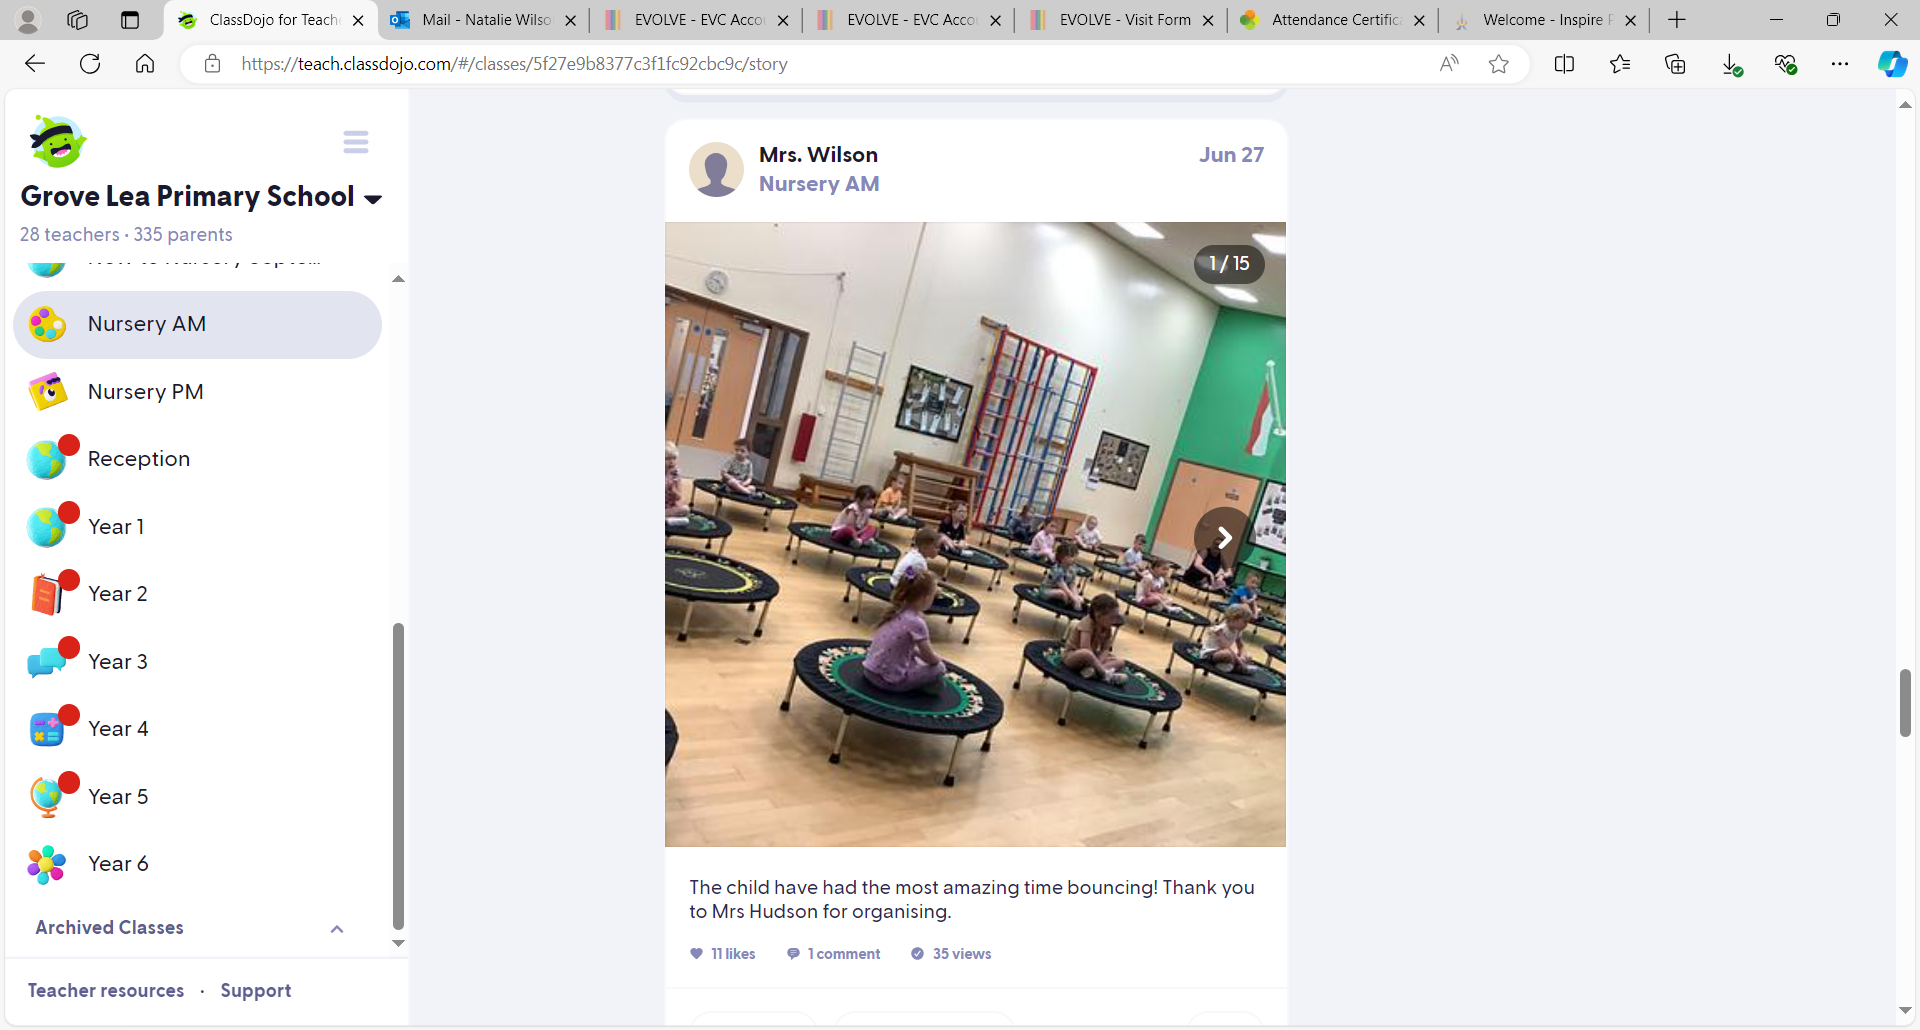 ClassDojo for Teach
Mail - Natalie Wilso
EVOLVE - EVC Acco
EVOLVE - EVC Acco
EVOLVE - Visit Form
Attendance Certific
Welcome - Inspire
https://teach.classdojo.com/#/classes/5f27e9b8377c3f1fc92cbc9c/story
Grove Lea Primary School
28 teachers · 335 parents
Nursery AM
Nursery PM
Reception
Year 1
Year 2
Year 3
Year 4
Year 5
Year 6
Archived Classes
Teacher resources · Support
Mrs. Wilson
Jun 27
Nursery AM
1 / 15
The child have had the most amazing time bouncing! Thank you
to Mrs Hudson for organising.
11 likes 1 comment 35 views